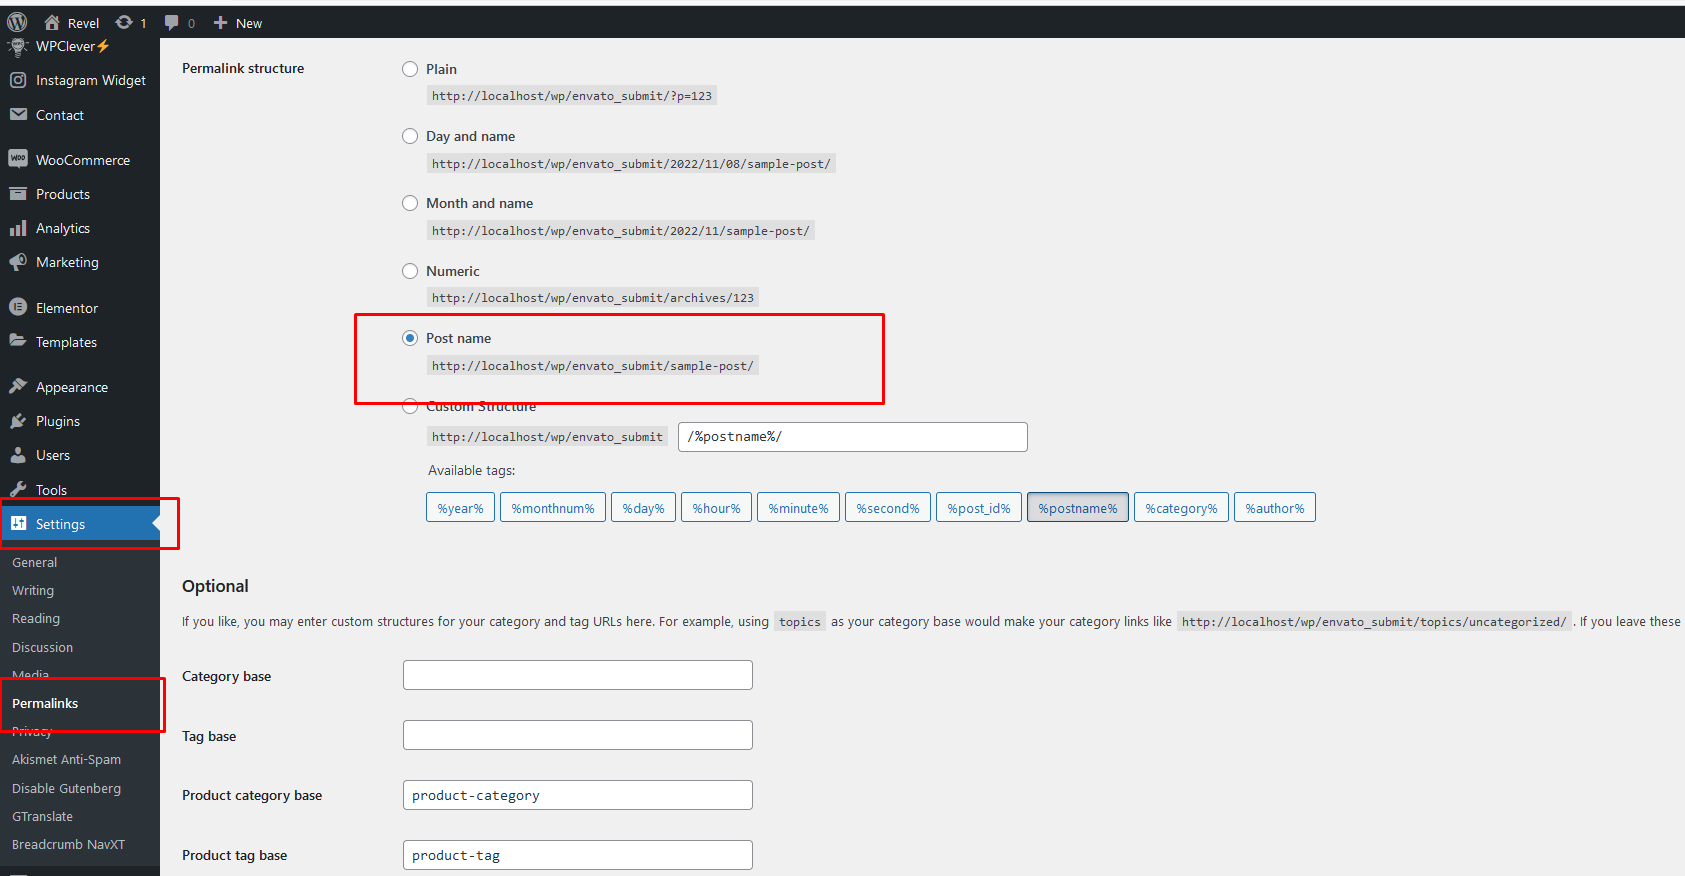 Revel 1 0 New
WPClever⚡
Instagram Widget
Contact
WooCommerce
Products
Analytics
Marketing
Elementor
Templates
Appearance
Plugins
Users
Tools
Settings
General
Writing
Reading
Discussion
Media
Permalinks
Privacy
Akismet Anti-Spam
Disable Gutenberg
GTranslate
Breadcrumb NavXT
Permalink structure
Plain
http://localhost/wp/envato_submit/?p=123
Day and name
http://localhost/wp/envato_submit/2022/11/08/sample-post/
Month and name
http://localhost/wp/envato_submit/2022/11/sample-post/
Numeric
http://localhost/wp/envato_submit/archives/123
Post name
http://localhost/wp/envato_submit/sample-post/
Custom Structure
http://localhost/wp/envato_submit /%postname%/
Available tags:
%year% %monthnum% %day% %hour% %minute% %second% %post_id% %postname% %category% %author%
Optional
If you like, you may enter custom structures for your category and tag URLs here. For example, using topics as your category base would make your category links like http://localhost/wp/envato_submit/topics/uncategorized/ . If you leave these
Category base
Tag base
Product category base product-category
Product tag base product-tag